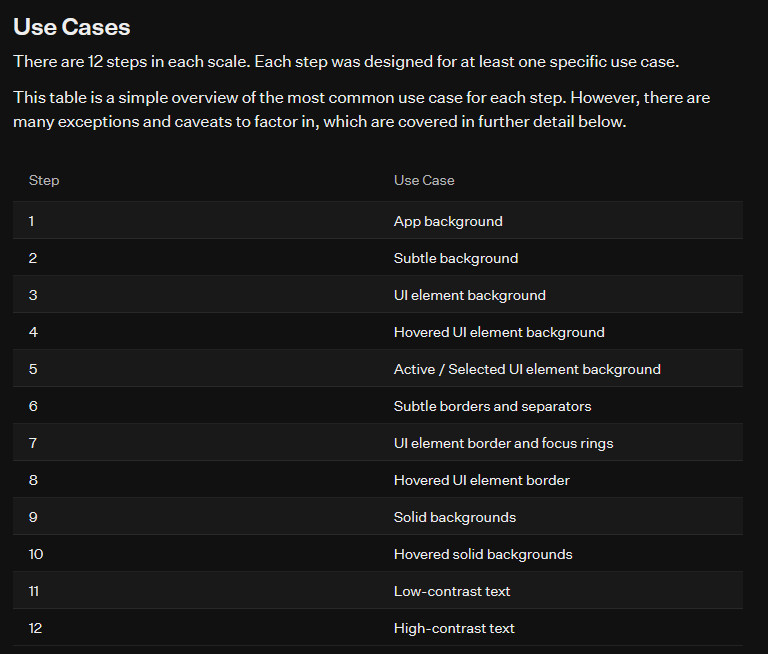 Use Cases
There are 12 steps in each scale. Each step was designed for at least one specific use case.
This table is a simple overview of the most common use case for each step. However, there are
many exceptions and caveats to factor in, which are covered in further detail below.
Step Use Case
1 App background
2 Subtle background
3 UI element background
4 Hovered UI element background
5 Active / Selected UI element background
6 Subtle borders and separators
7 UI element border and focus rings
8 Hovered UI element border
9 Solid backgrounds
10 Hovered solid backgrounds
11 Low-contrast text
12 High-contrast text